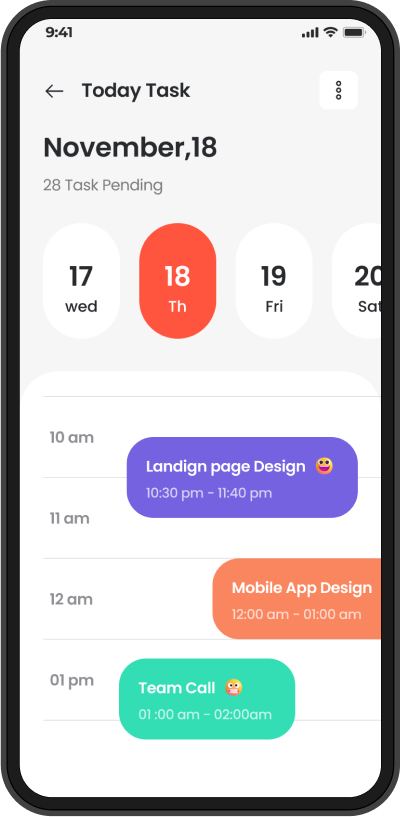 9:41
Today Task
November,18
28 Task Pending
17 18 19 20
wed Th Fri Sat
10 am
Landign page Design
10:30 pm - 11:40 pm
11 am
Mobile App Design
12 am
12:00 am - 01:00 am
01 pm
Team Call
01 :00 am - 02:00am